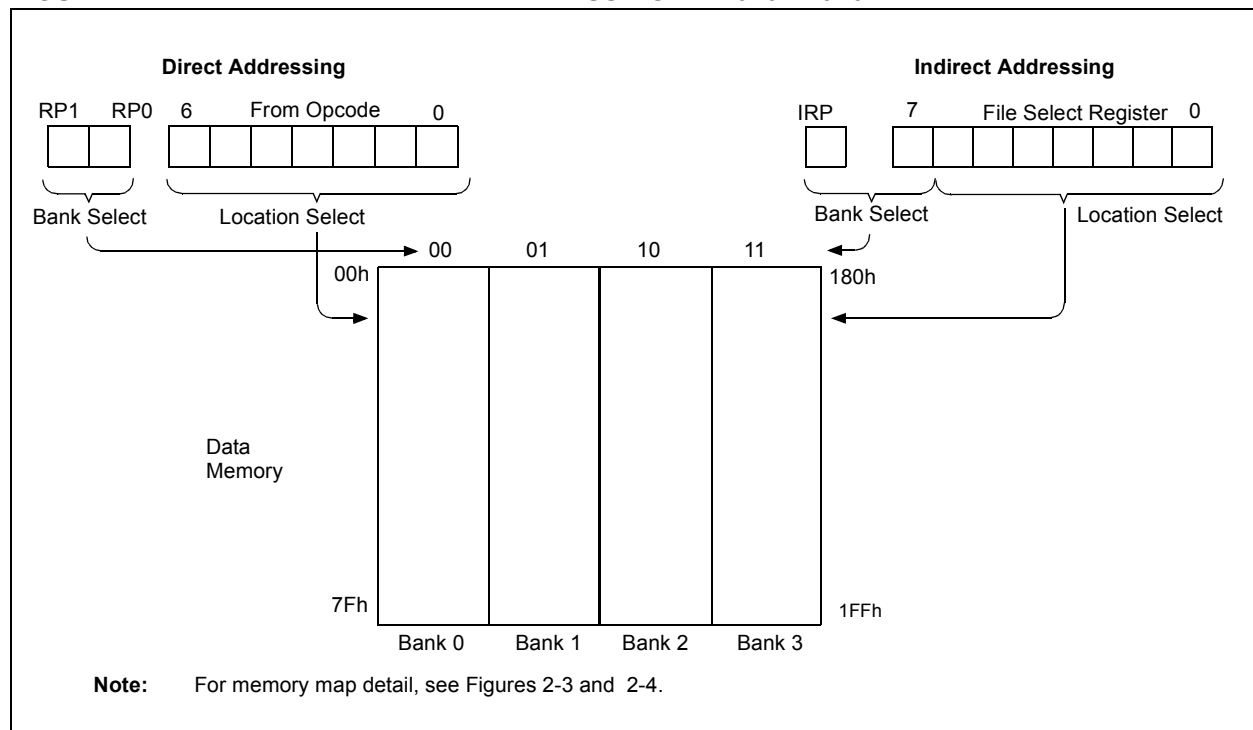 Direct Addressing
Indirect Addressing
RP1 RP0 6 From Opcode 0
IRP 7 File Select Register 0
Bank Select Location Select
Bank Select Location Select
00 01 10 11
00h 180h
Data
Memory
7Fh 1FFh
Bank 0 Bank 1 Bank 2 Bank 3
Note: For memory map detail, see Figures 2-3 and 2-4.